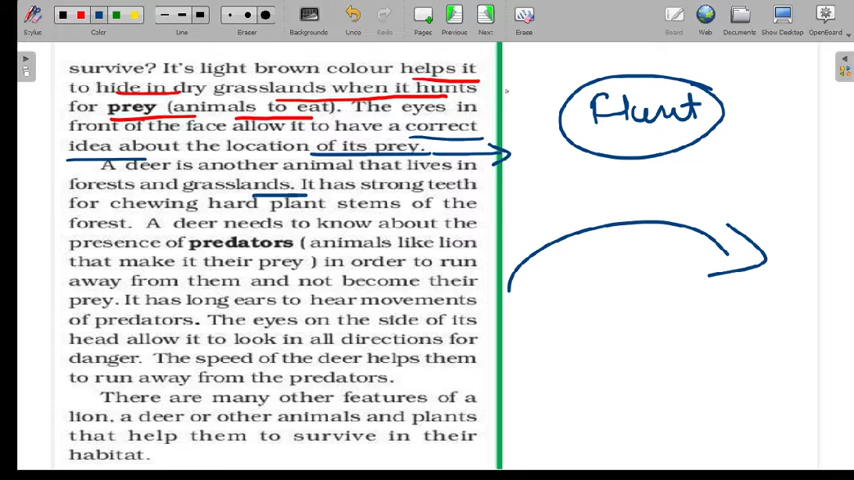 Stylus
Color
Line
Eraser
Backgrounds
Undo
Actions
Pages
Previous
Next
Erase
Board
Web
Documents
Show Desktop
OpenBoard
survive? It's light brown colour helps it
to hide in dry grasslands when it hunts
for prey (animals to eat). The eyes in
front of the face allow it to have a correct
idea about the location of its prey.
A deer is another animal that lives in
forests and grasslands. It has strong teeth
for chewing hard plant stems of the
forest. A deer needs to know about the
presence of predators (animals like lion
that make it their prey ) in order to run
away from them and not become their
prey. It has long ears to hear movements
of predators. The eyes on the side of its
head allow it to look in all directions for
danger. The speed of the deer helps them
to run away from the predators.
There are many other features of a
lion, a deer or other animals and plants
that help them to survive in their
habitat.